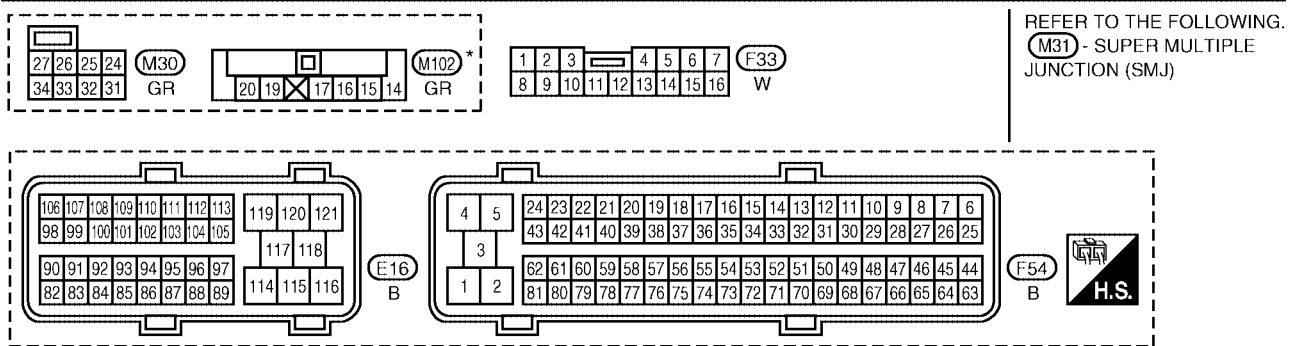 27 26 25 24
34 33 32 31
M30
GR
20 19 17 16 15 14
M102 *
GR
1 2 3 4 5 6 7
8 9 10 11 12 13 14 15 16
F33
W
REFER TO THE FOLLOWING.
M31 - SUPER MULTIPLE
JUNCTION (SMJ)
106 107 108 109 110 111 112 113
98 99 100 101 102 103 104 105
90 91 92 93 94 95 96 97
82 83 84 85 86 87 88 89
119 120 121
117 118
114 115 116
E16
B
4 5
3
1 2
24 23 22 21 20 19 18 17 16 15 14 13 12 11 10 9 8 7 6
43 42 41 40 39 38 37 36 35 34 33 32 31 30 29 28 27 26 25
62 61 60 59 58 57 56 55 54 53 52 51 50 49 48 47 46 45 44
81 80 79 78 77 76 75 74 73 72 71 70 69 68 67 66 65 64 63
F54
B
H.S.